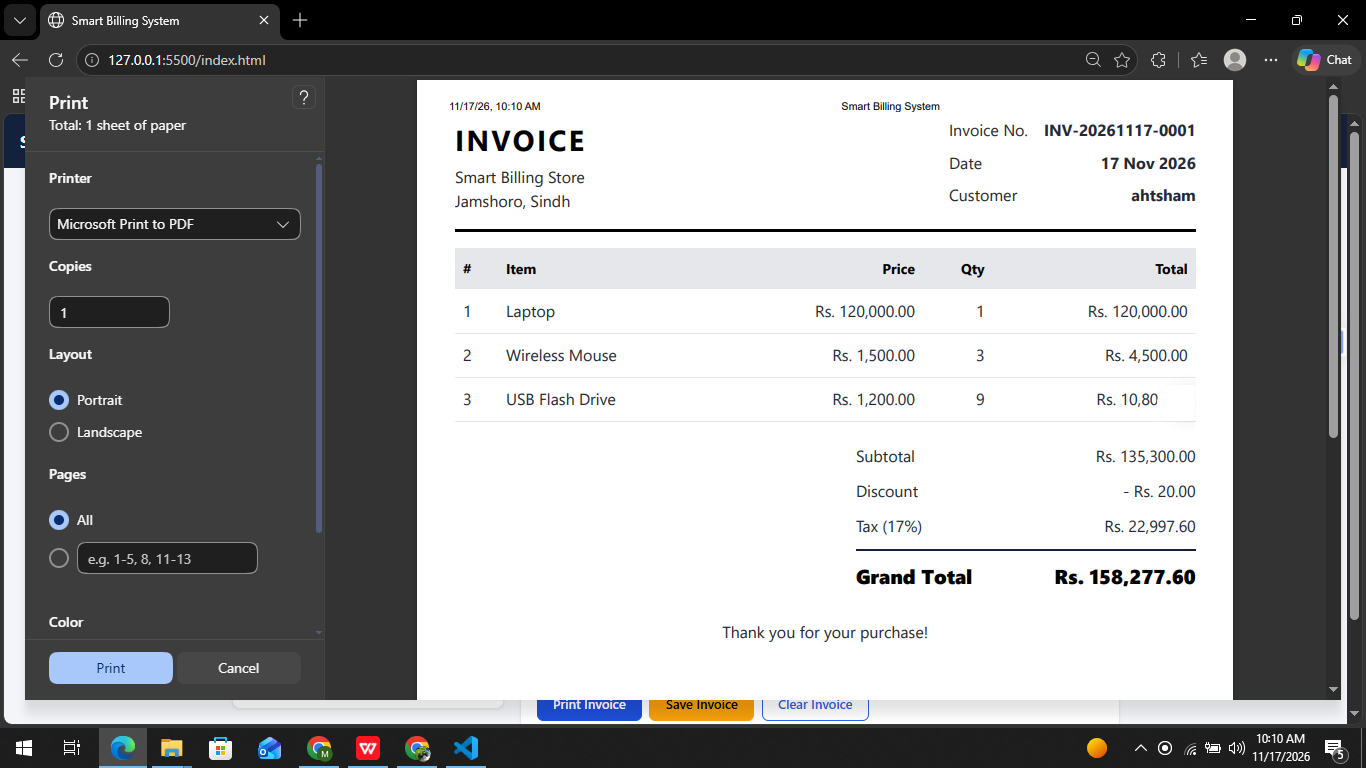 Smart Billing System
127.0.0.1:5500/index.html
Chat
Print
?
Total: 1 sheet of paper
Printer
Microsoft Print to PDF
Copies
1
Layout
Portrait
Landscape
Pages
All
e.g. 1-5, 8, 11-13
Color
Print Cancel
11/17/26, 10:10 AM Smart Billing System
INVOICE
Smart Billing Store
Jamshoro, Sindh
Invoice No. INV-20261117-0001
Date 17 Nov 2026
Customer ahtsham
# Item Price Qty Total
1 Laptop Rs. 120,000.00 1 Rs. 120,000.00
2 Wireless Mouse Rs. 1,500.00 3 Rs. 4,500.00
3 USB Flash Drive Rs. 1,200.00 9 Rs. 10,80
Subtotal Rs. 135,300.00
Discount - Rs. 20.00
Tax (17%) Rs. 22,997.60
Grand Total Rs. 158,277.60
Thank you for your purchase!
Print Invoice Save Invoice Clear Invoice
10:10 AM
11/17/2026
5